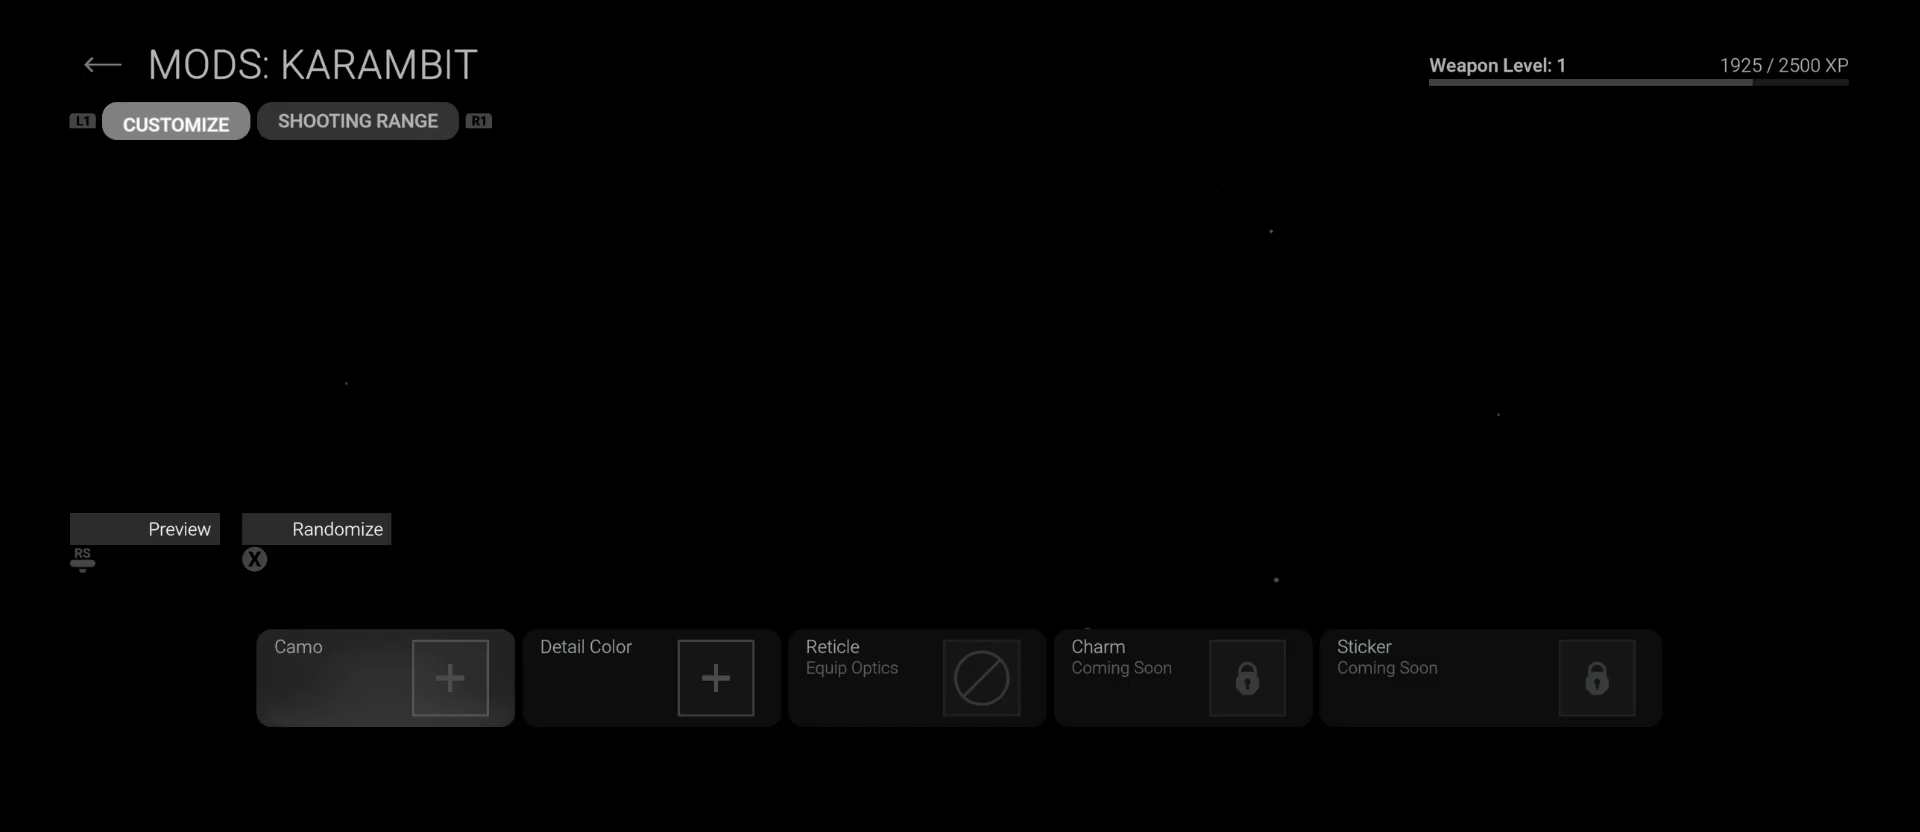 MODS: KARAMBIT
Weapon Level: 1
1925 / 2500 XP
L1
CUSTOMIZE
SHOOTING RANGE
R1
Preview
Randomize
RS
X
Camo
Detail Color
Reticle
Equip Optics
Charm
Coming Soon
Sticker
Coming Soon